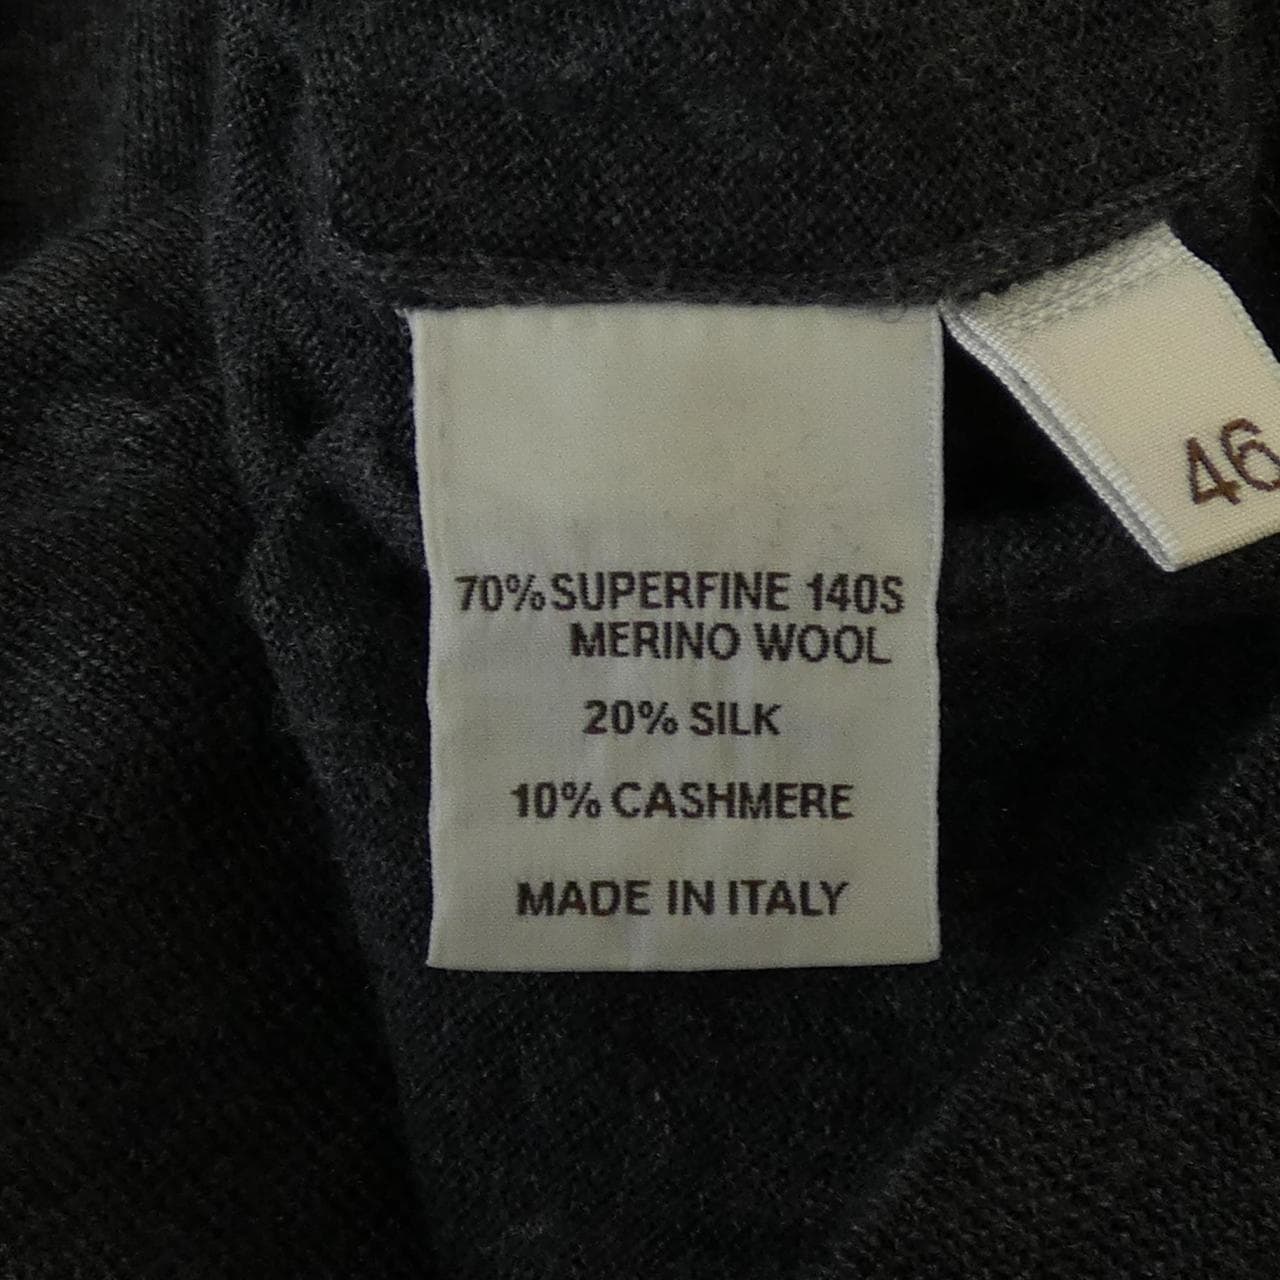 70% SUPERFINE 140S
MERINO WOOL
20% SILK
10% CASHMERE
MADE IN ITALY
46